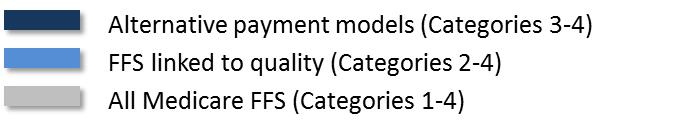 Alternative payment models (Categories 3-4)
FFS linked to quality (Categories 2-4)
All Medicare FFS (Categories 1-4)